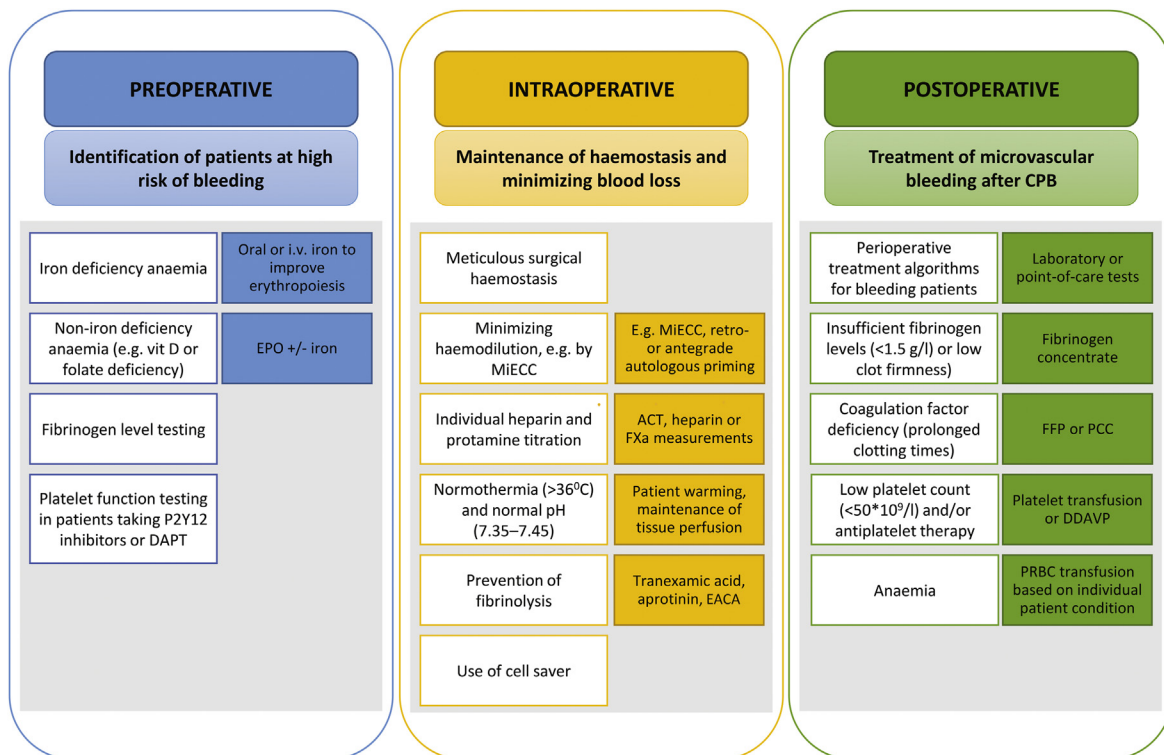 PREOPERATIVE
Identification of patients at high
risk of bleeding
Iron deficiency anaemia
Oral or i.v. iron to
improve
erythropoiesis
Non-iron deficiency
anaemia (e.g. vit D or
folate deficiency)
EPO +/- iron
Fibrinogen level testing
Platelet function testing
in patients taking P2Y12
inhibitors or DAPT
INTRAOPERATIVE
Maintenance of haemostasis and
minimizing blood loss
Meticulous surgical
haemostasis
Minimizing
haemodilution, e.g. by
MiECC
E.g. MiECC, retro-
or antegrade
autologous priming
Individual heparin and
protamine titration
ACT, heparin or
FXa measurements
Normothermia (>36⁰C)
and normal pH
(7.35–7.45)
Patient warming,
maintenance of
tissue perfusion
Prevention of
fibrinolysis
Tranexamic acid,
aprotinin, EACA
Use of cell saver
POSTOPERATIVE
Treatment of microvascular
bleeding after CPB
Perioperative
treatment algorithms
for bleeding patients
Laboratory or
point-of-care tests
Insufficient fibrinogen
levels (<1.5 g/l) or low
clot firmness)
Fibrinogen
concentrate
Coagulation factor
deficiency (prolonged
clotting times)
FFP or PCC
Low platelet count
(<50*10⁹/l) and/or
antiplatelet therapy
Platelet transfusion
or DDAVP
Anaemia
PRBC transfusion
based on individual
patient condition